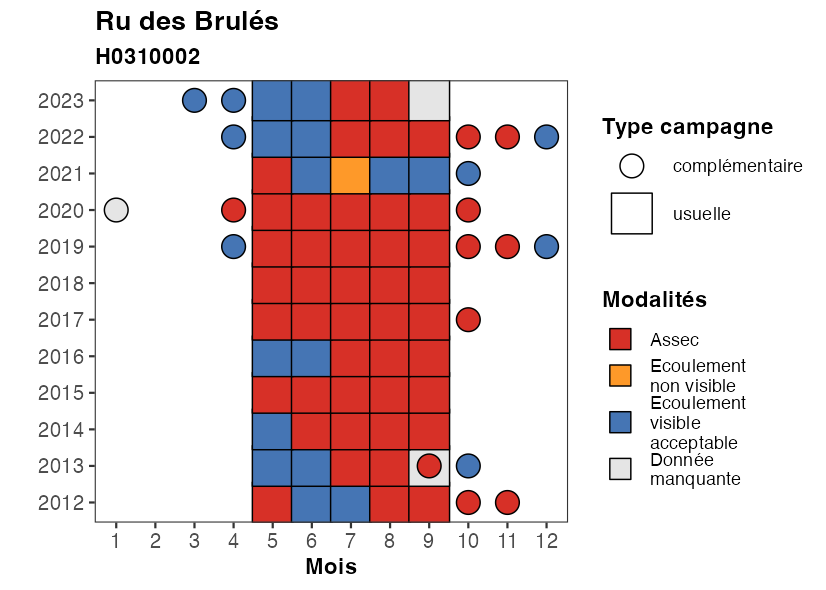 Ru des Brulés
H0310002
2023
2022
2021
2020
2019
2018
2017
2016
2015
2014
2013
2012
1 2 3 4 5 6 7 8 9 10 11 12
Mois
Type campagne
complémentaire
usuelle
Modalités
Assec
Ecoulement
non visible
Ecoulement
visible
acceptable
Donnée
manquante